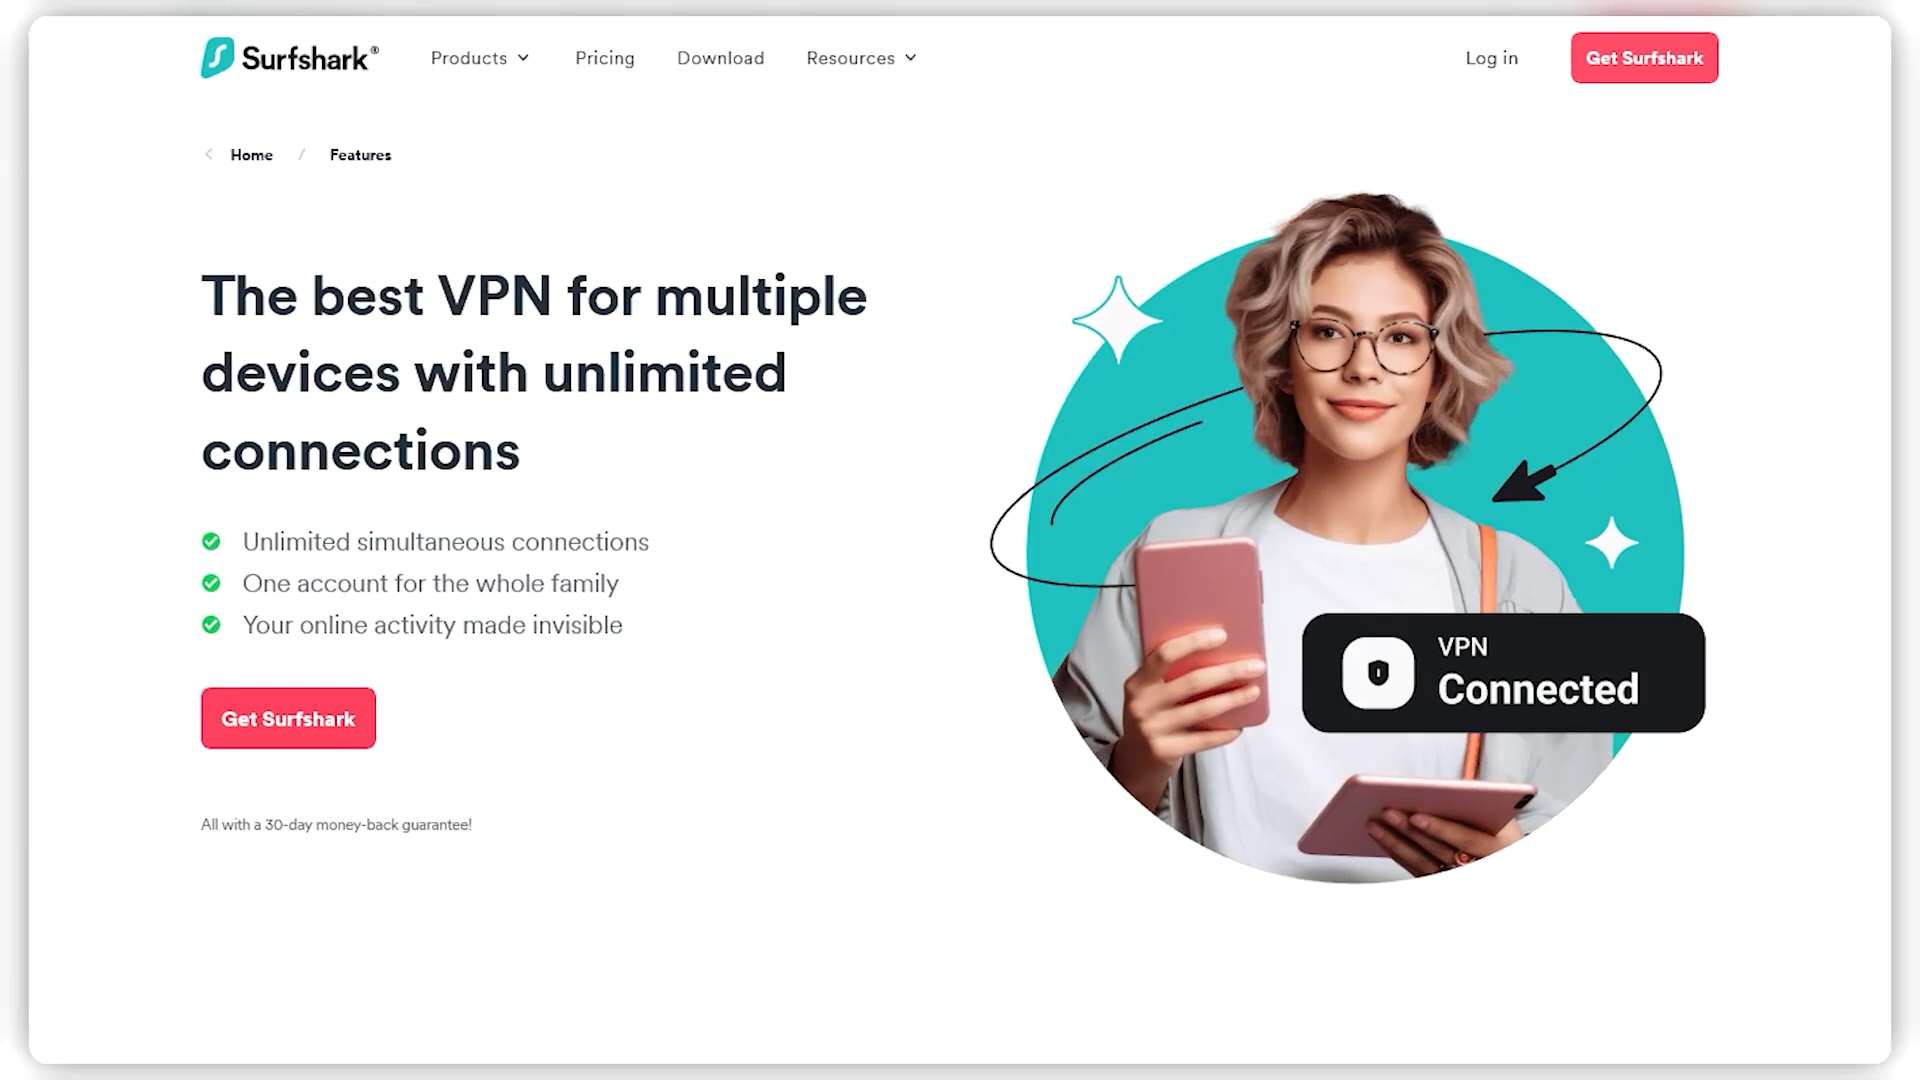 Surfshark®
Products
Pricing
Download
Resources
Log in
Get Surfshark
Home / Features
The best VPN for multiple
devices with unlimited
connections
Unlimited simultaneous connections
One account for the whole family
Your online activity made invisible
Get Surfshark
All with a 30-day money-back guarantee!
VPN
Connected